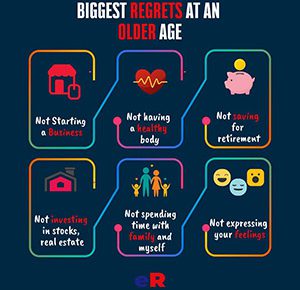 BIGGEST REGRETS AT AN
OLDER AGE
Not Starting
a Business
Not having
a healthy
body
Not saving
for
retirement
Not investing
in stocks,
real estate
Not spending
time with
family and
myself
Not expressing
your feelings
eR